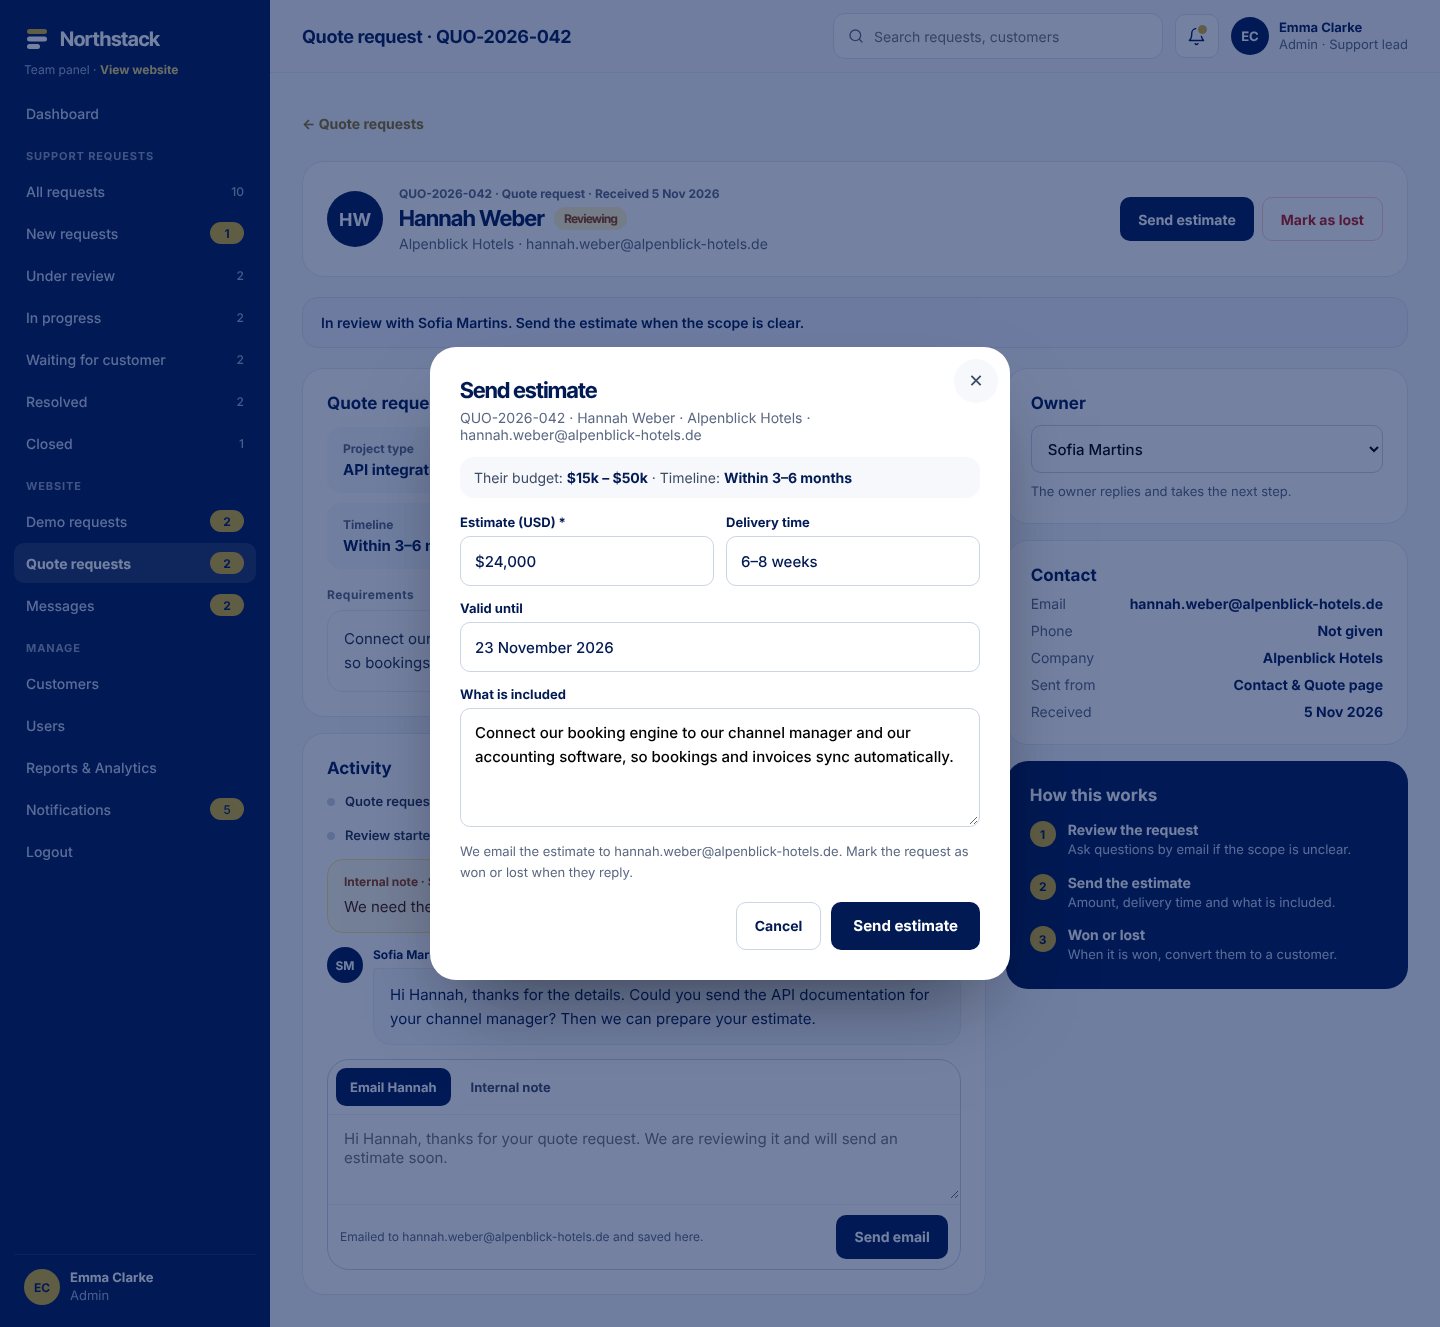 Northstack
Team panel · View website
Dashboard
SUPPORT REQUESTS
All requests 10
New requests 1
Under review 2
In progress 2
Waiting for customer 2
Resolved 2
Closed 1
WEBSITE
Demo requests 2
Quote requests 2
Messages 2
MANAGE
Customers
Users
Reports & Analytics
Notifications 5
Logout
EC
Emma Clarke
Admin
Quote request · QUO-2026-042
Search requests, customers
EC
Emma Clarke
Admin · Support lead
← Quote requests
HW
QUO-2026-042 · Quote request · Received 5 Nov 2026
Hannah Weber Reviewing
Alpenblick Hotels · hannah.weber@alpenblick-hotels.de
Send estimate
Mark as lost
In review with Sofia Martins. Send the estimate when the scope is clear.
Quote
Project type
API
Timeline
Within 3–6
Requirements
Connect our
so bookings
Activity
Quote
Review
Internal note ·
We need the
SM
Sofia
Hi Hannah, thanks for the details. Could you send the API documentation for
your channel manager? Then we can prepare your estimate.
Email Hannah
Internal note
Hi Hannah, thanks for your quote request. We are reviewing it and will send an
estimate soon.
Emailed to hannah.weber@alpenblick-hotels.de and saved here.
Send email
Send estimate
QUO-2026-042 · Hannah Weber · Alpenblick Hotels ·
hannah.weber@alpenblick-hotels.de
Their budget: $15k – $50k · Timeline: Within 3–6 months
Estimate (USD) *
$24,000
Delivery time
6–8 weeks
Valid until
23 November 2026
What is included
Connect our booking engine to our channel manager and our
accounting software, so bookings and invoices sync automatically.
We email the estimate to hannah.weber@alpenblick-hotels.de. Mark the request as
won or lost when they reply.
Cancel
Send estimate
Owner
Sofia Martins
The owner replies and takes the next step.
Contact
Email hannah.weber@alpenblick-hotels.de
Phone Not given
Company Alpenblick Hotels
Sent from Contact & Quote page
Received 5 Nov 2026
How this works
1 Review the request
Ask questions by email if the scope is unclear.
2 Send the estimate
Amount, delivery time and what is included.
3 Won or lost
When it is won, convert them to a customer.